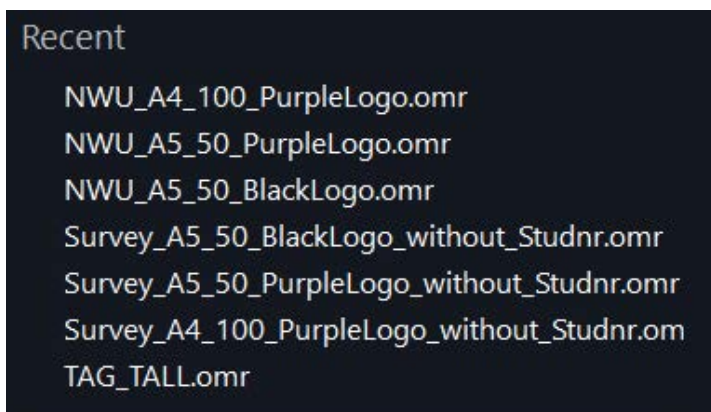 Recent
NWU_A4_100_PurpleLogo.omr
NWU_A5_50_PurpleLogo.omr
NWU_A5_50_BlackLogo.omr
Survey_A5_50_BlackLogo_without_Studnr.omr
Survey_A5_50_PurpleLogo_without_Studnr.omr
Survey_A4_100_PurpleLogo_without_Studnr.om
TAG_TALL.omr